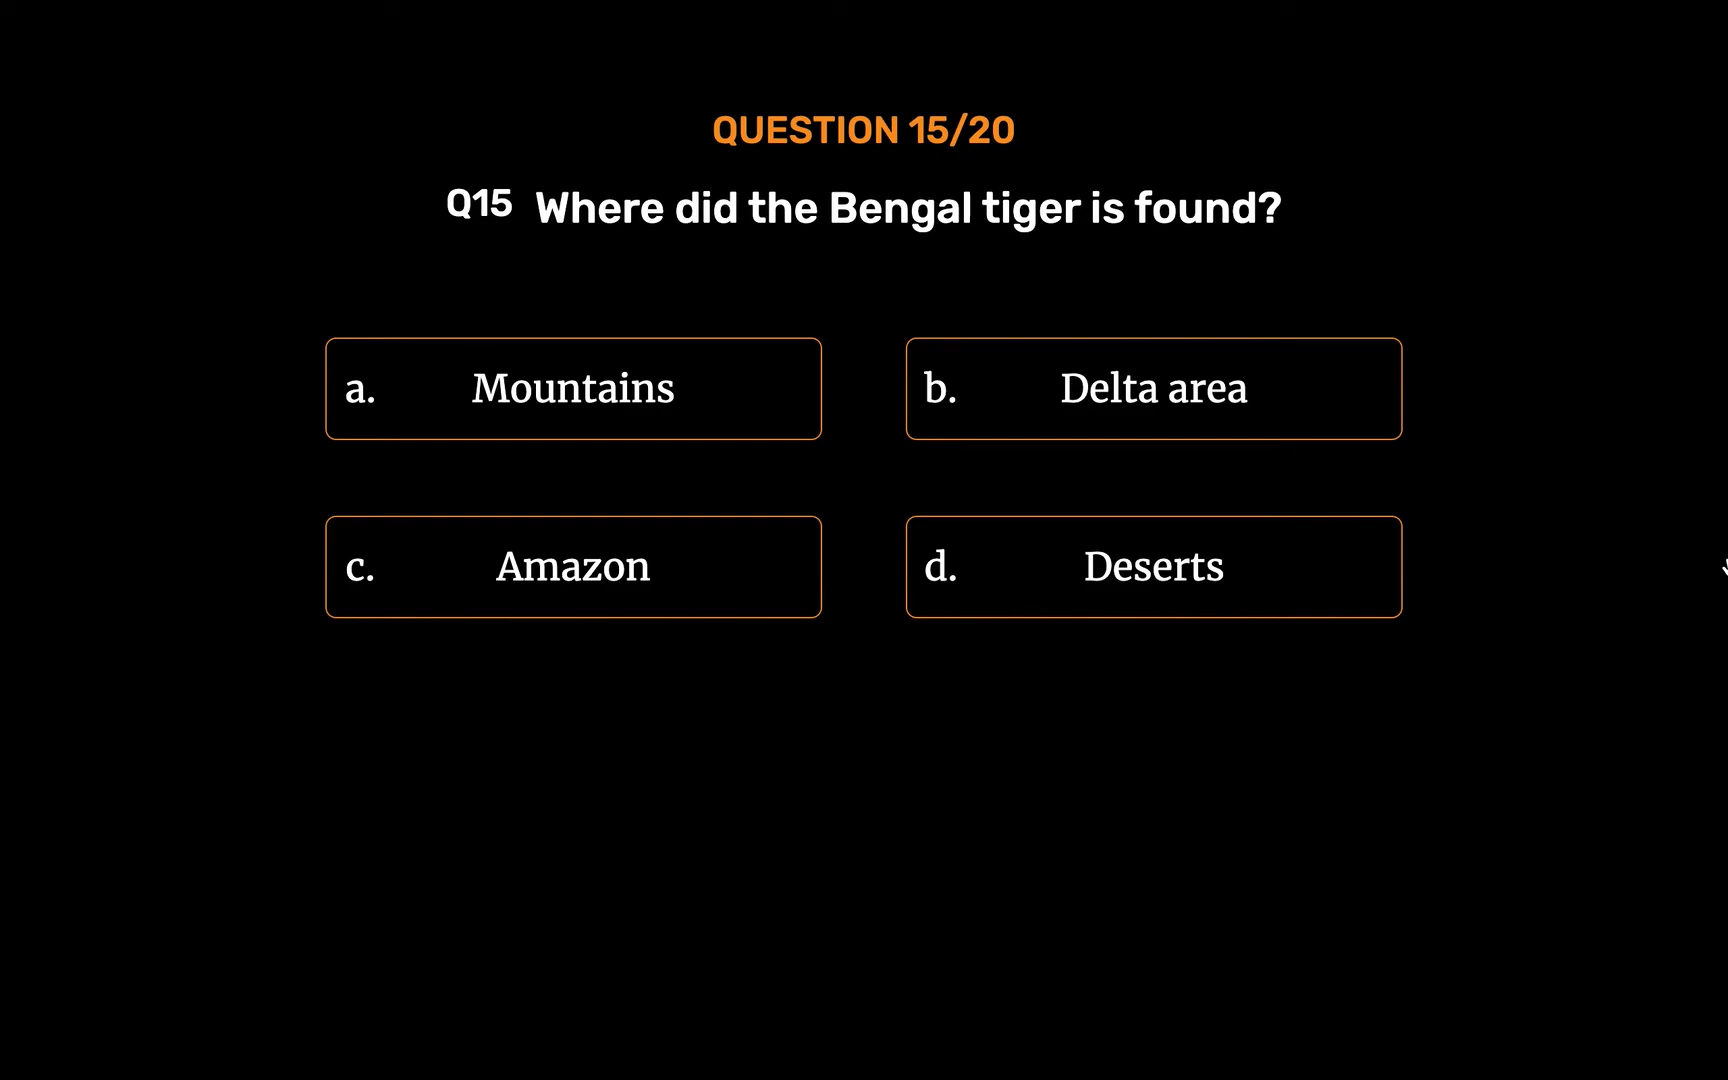 QUESTION 15/20
Q15 Where did the Bengal tiger is found?
a. Mountains
b. Delta area
c. Amazon
d. Deserts